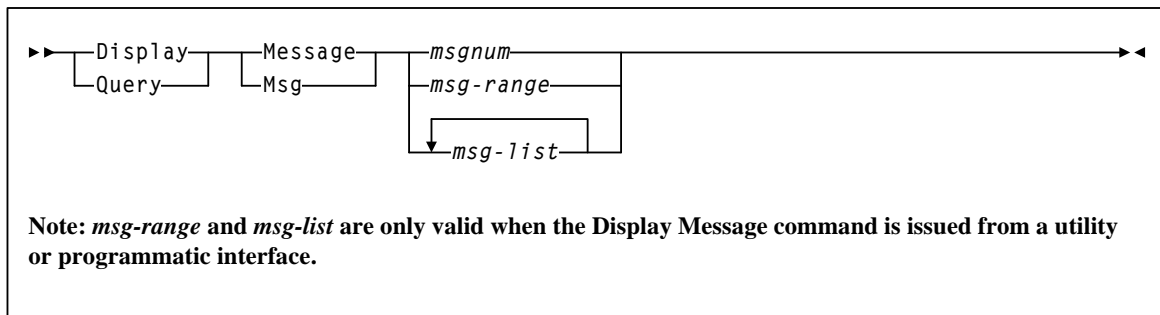 Display Message msgnum
Query Msg msg-range
msg-list
Note: msg-range and msg-list are only valid when the Display Message command is issued from a utility
or programmatic interface.